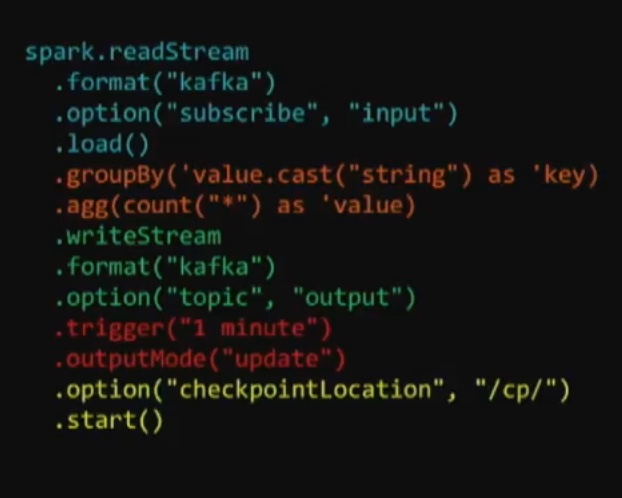 spark.readStream
.format("kafka")
.option("subscribe", "input")
.load()
.groupBy('value.cast("string") as 'key)
.agg(count("*") as 'value)
.writeStream
.format("kafka")
.option("topic", "output")
.trigger("1 minute")
.outputMode("update")
.option("checkpointLocation", "/cp/")
.start()